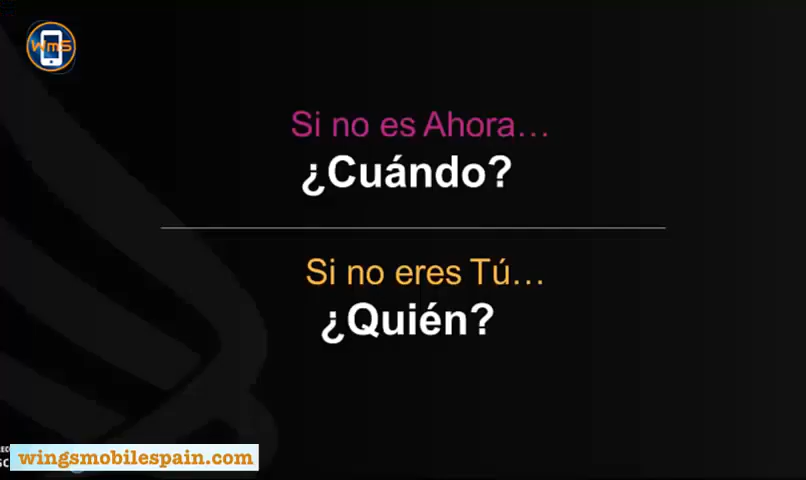 WmS
Si no es Ahora…
¿Cuándo?
Si no eres Tú…
¿Quién?
wingsmobilespain.com